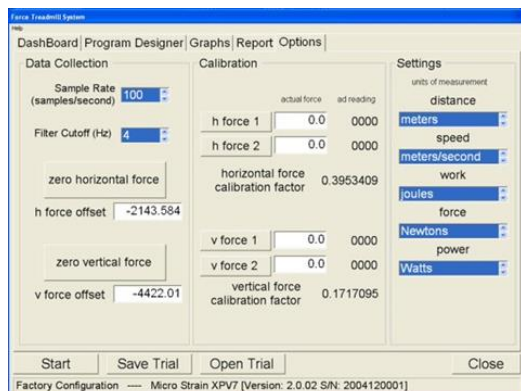 Force Treadmill System
Help
DashBoard Program Designer Graphs Report Options
Data Collection
Sample Rate
(samples/second) 100
Filter Cutoff (Hz) 4
zero horizontal force
h force offset -2143.584
zero vertical force
v force offset -4422.01
Calibration
actual force ad reading
h force 1 0.0 0000
h force 2 0.0 0000
horizontal force
calibration factor 0.3953409
v force 1 0.0 0000
v force 2 0.0 0000
vertical force
calibration factor 0.1717095
Settings
units of measurement
distance
meters
speed
meters/second
work
joules
force
Newtons
power
Watts
Start Save Trial Open Trial Close
Factory Configuration ---- Micro Strain XPV7 [Version: 2.0.02 S/N: 2004120001]